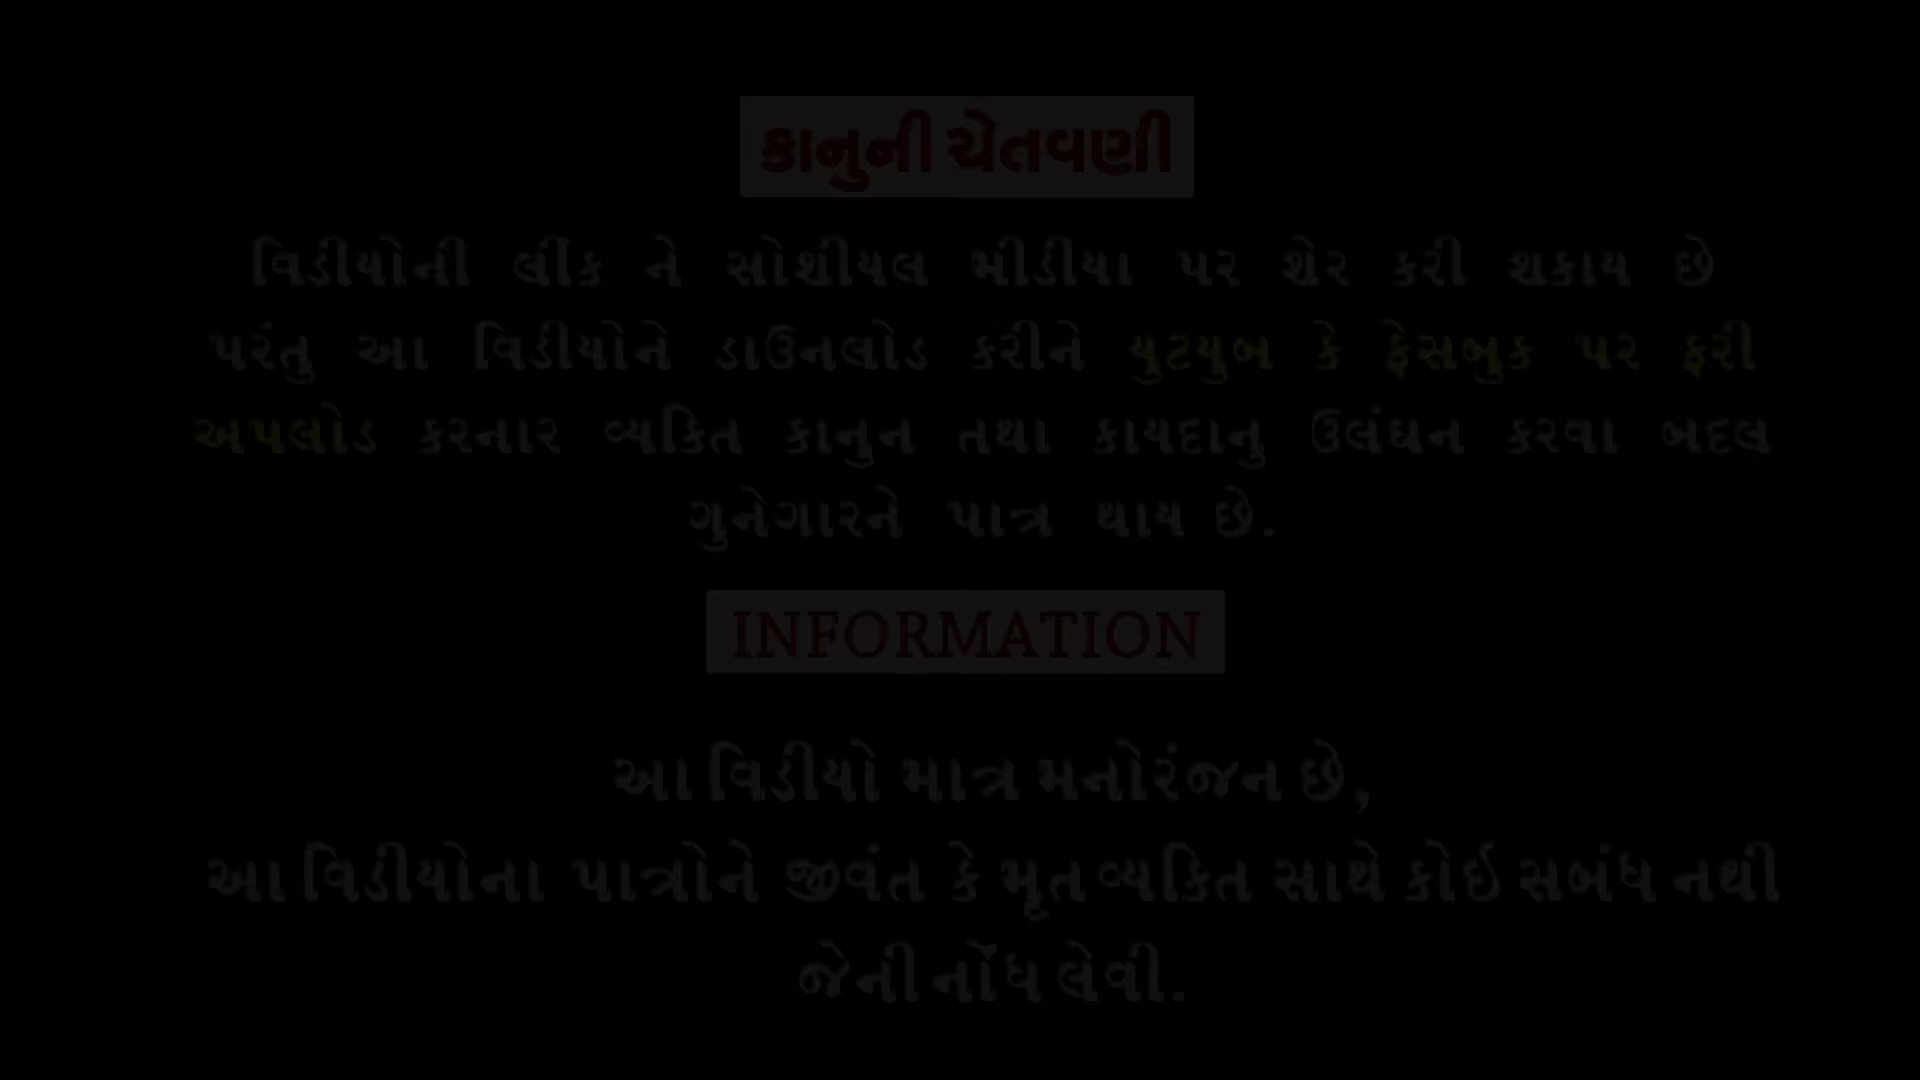 કાનુની ચેતવણી
વિડીયોની લીંક ને સોશીયલ મીડીયા પર શેર કરી શકાય છે
પરંતુ આ વિડીયોને ડાઉનલોડ કરીને યુટયુબ કે ફેસબુક પર ફરી
અપલોડ કરનાર વ્યકિત કાનુન તથા કાયદાનુ ઉલંઘન કરવા બદલ
ગુનેગારને પાત્ર થાય છે.
INFORMATION
આ વિડીયો માત્ર મનોરંજન છે,
આ વિડીયોના પાત્રોને જીવંત કે મૃત વ્યકિત સાથે કોઇ સબંધ નથી
જેની નોંધ લેવી.